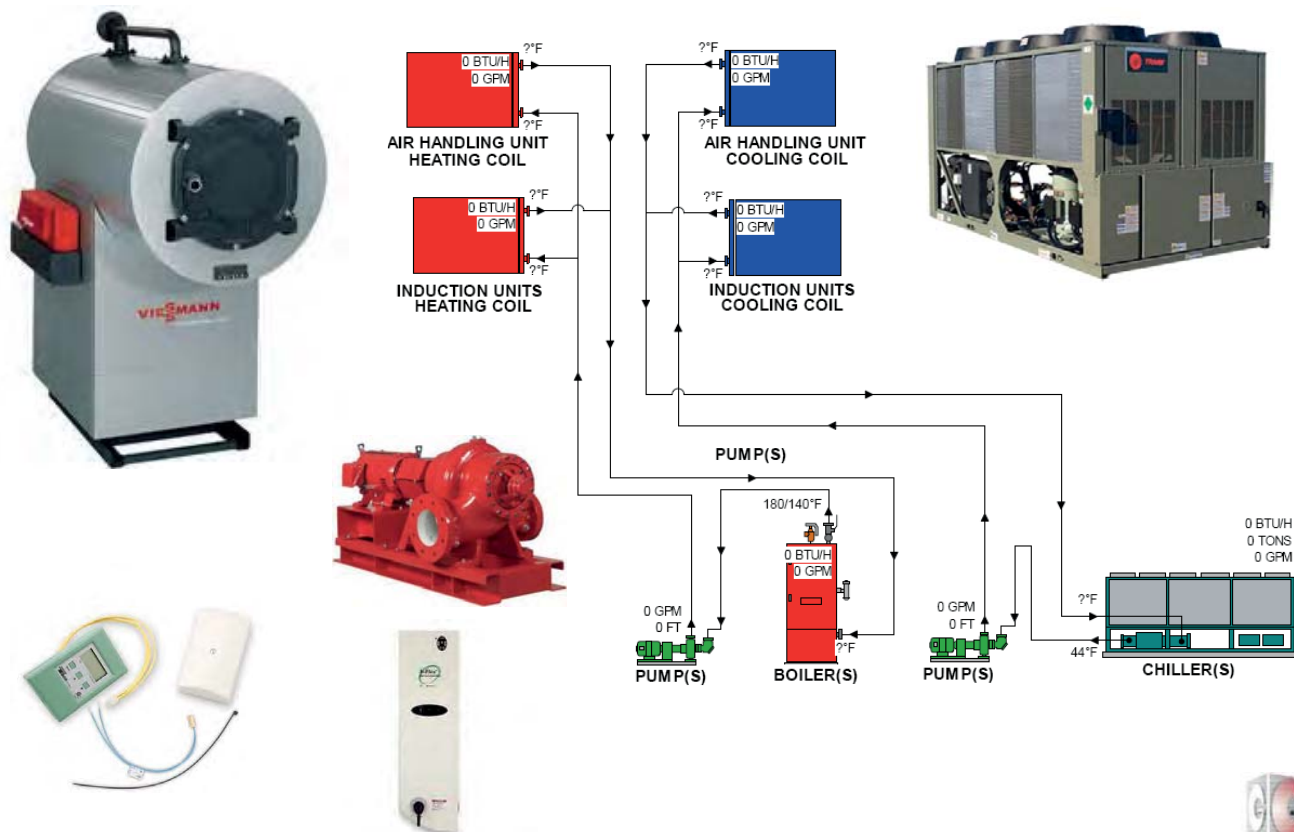 ?°F
0 BTU/H
0 GPM
?°F
AIR HANDLING UNIT
HEATING COIL
?°F
0 BTU/H
0 GPM
?°F
AIR HANDLING UNIT
COOLING COIL
TRANE
?°F
0 BTU/H
0 GPM
?°F
INDUCTION UNITS
HEATING COIL
?°F
0 BTU/H
0 GPM
?°F
INDUCTION UNITS
COOLING COIL
VIESSMANN
PUMP(S)
180/140°F
0 BTU/H
0 GPM
?°F
BOILER(S)
0 GPM
0 FT
PUMP(S)
0 GPM
0 FT
PUMP(S)
0 BTU/H
0 TONS
0 GPM
?°F
44°F
CHILLER(S)